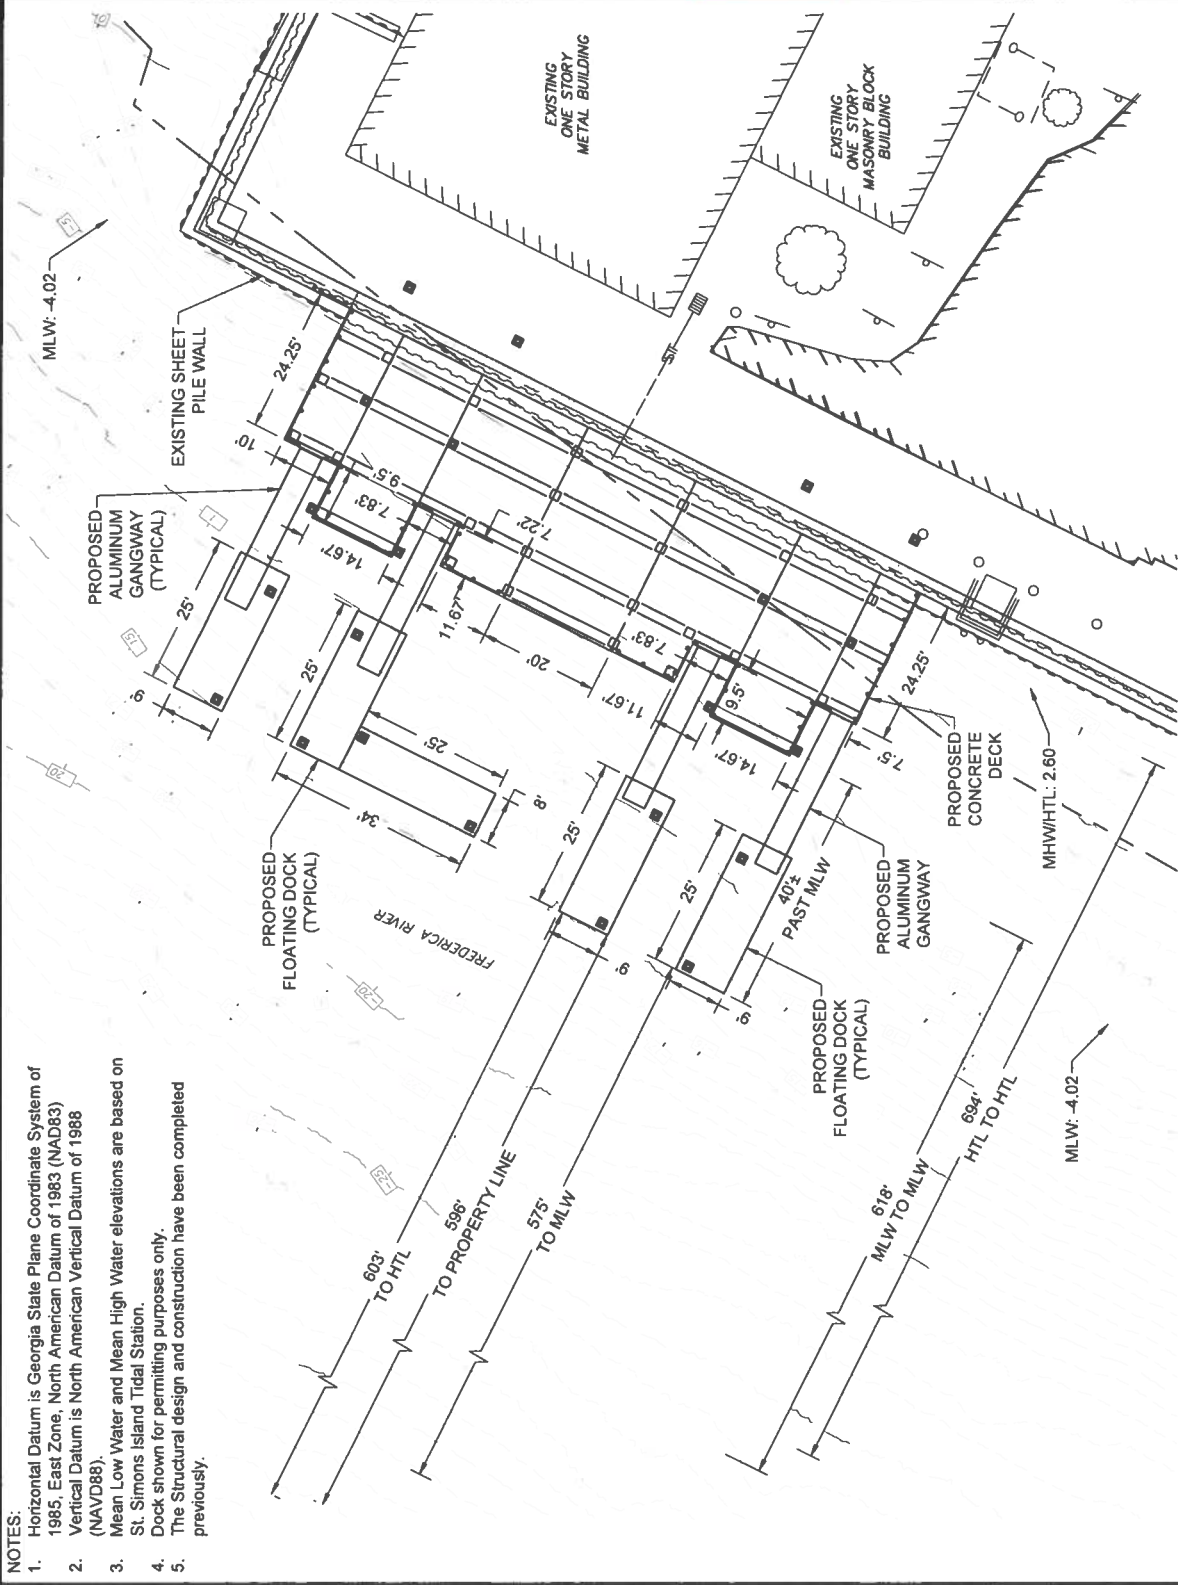 NOTES:
1. Horizontal Datum is Georgia State Plane Coordinate System of
1985, East Zone, North American Datum of 1983 (NAD83)
2. Vertical Datum is North American Vertical Datum of 1988
(NAVD88).
3. Mean Low Water and Mean High Water elevations are based on
St. Simons Island Tidal Station.
4. Dock shown for permitting purposes only.
5. The Structural design and construction have been completed
previously.
MLW: -4.02
EXISTING SHEET
PILE WALL
PROPOSED
ALUMINUM
GANGWAY
(TYPICAL)
EXISTING
ONE STORY
METAL BUILDING
EXISTING
ONE STORY
MASONRY BLOCK
BUILDING
24.25'
10'
9.5'
7.83'
14.67'
7.22'
11.67'
20'
25'
9'
25'
25'
34'
8'
PROPOSED
FLOATING DOCK
(TYPICAL)
FREDERICA RIVER
7.83'
11.67'
9.5'
14.67'
24.25'
7.5'
25'
9'
25'
9'
40'±
PAST MLW
PROPOSED
CONCRETE
DECK
MHW/HTL: 2.60
PROPOSED
ALUMINUM
GANGWAY
PROPOSED
FLOATING DOCK
(TYPICAL)
603'
TO HTL
596'
TO PROPERTY LINE
575'
TO MLW
618'
MLW TO MLW
694'
HTL TO HTL
MLW: -4.02
ST
-5
-15
-20
-20
-25